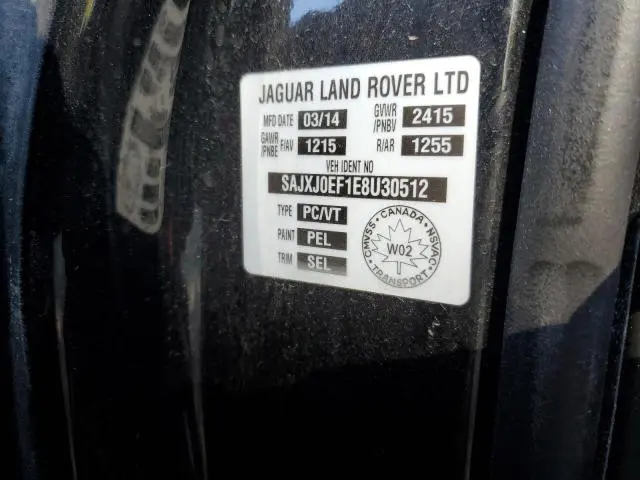 JAGUAR LAND ROVER LTD
MFD DATE 03/14 GVWR/PNBV 2415
GAWR/PNBE F/AV 1215 R/AR 1255
VEH IDENT NO
SAJXJ0EF1E8U30512
TYPE PC/VT
PAINT PEL
TRIM SEL
CANADA
CMVSS NSVAC
W02
TRANSPORT